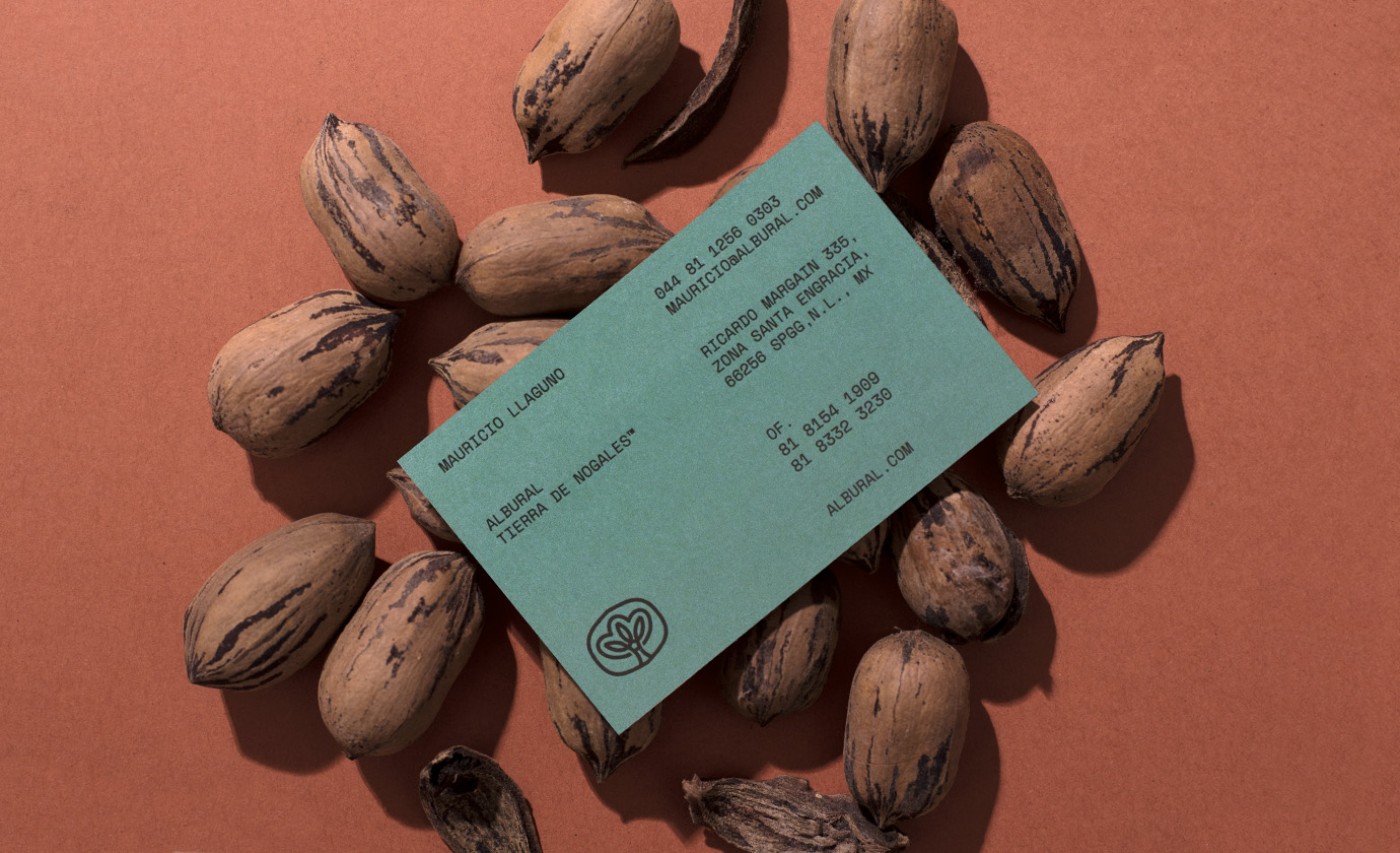 MAURICIO LLAGUNO
ALBURAL
TIERRA DE NOGALES™
044 81 1256 0303
MAURICIO@ALBURAL.COM
RICARDO MARGAIN 335,
ZONA SANTA ENGRACIA,
66256 SPGG,N.L., MX
OF.
81 8154 1909
81 8332 3230
ALBURAL.COM